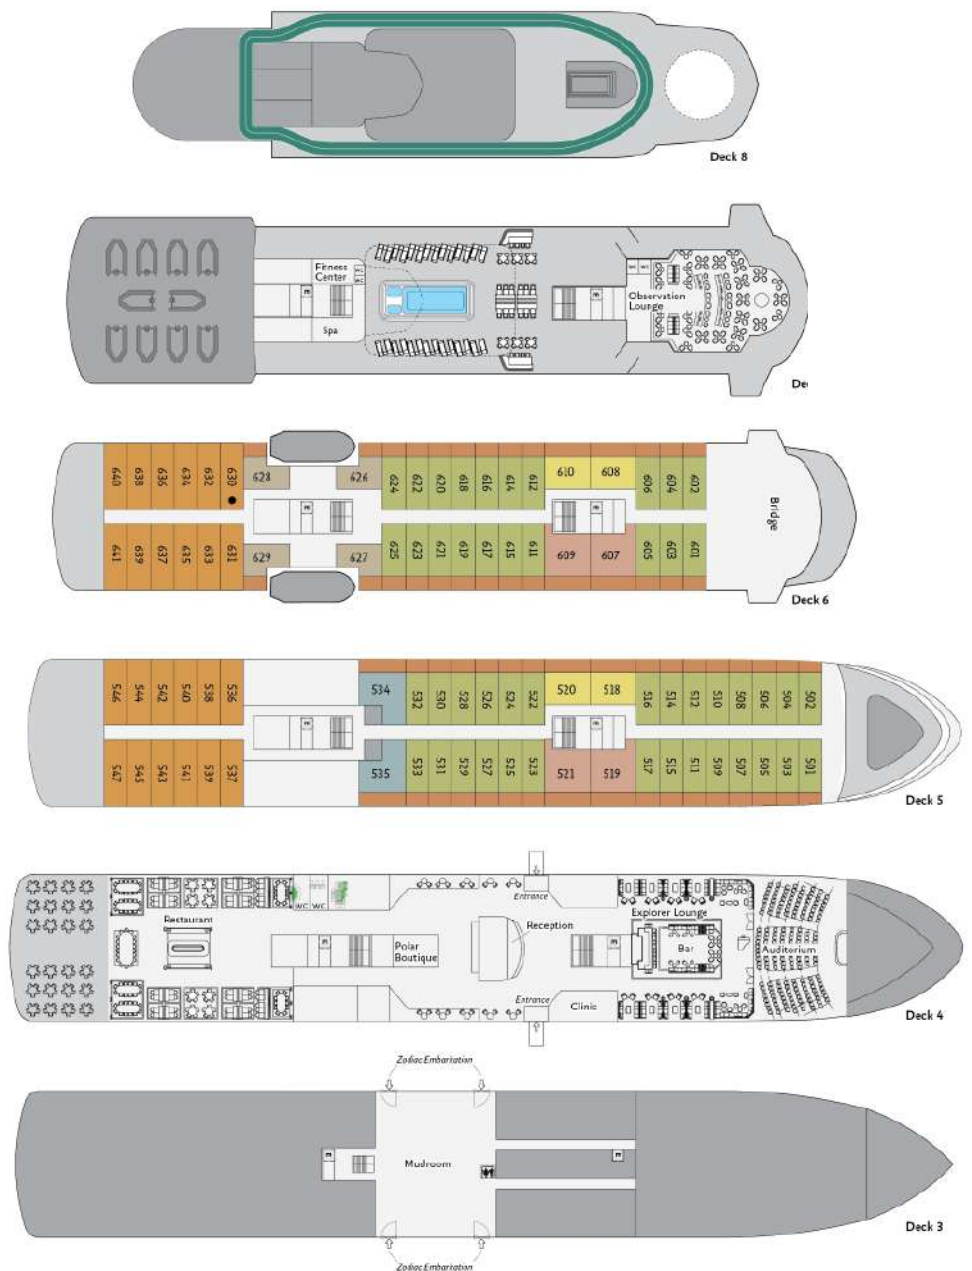 Deck 8
Fitness
Center
E
Spa
E
Observation
Lounge
De
640 638 636 634 632 630 628 626 624 622 620 618 616 614 612 610 608 606 604 602
E E
Bridge
641 639 637 635 633 631 629 627 625 623 621 619 617 615 611 609 607 605 603 601
Deck 6
546 544 542 540 538 536 534 532 530 528 526 524 522 520 518 516 514 512 510 508 506 504 502
E E
547 545 543 541 539 537 535 533 531 529 527 525 523 521 519 517 515 511 509 507 505 503 501
Deck 5
WC WC
Entrance
Restaurant
Reception
Explorer Lounge
E
Polar
Boutique
E
Bar
Auditorium
Entrance
Clinic
Deck 4
Zodiac Embarkation
E
Mudroom
E
Deck 3
Zodiac Embarkation